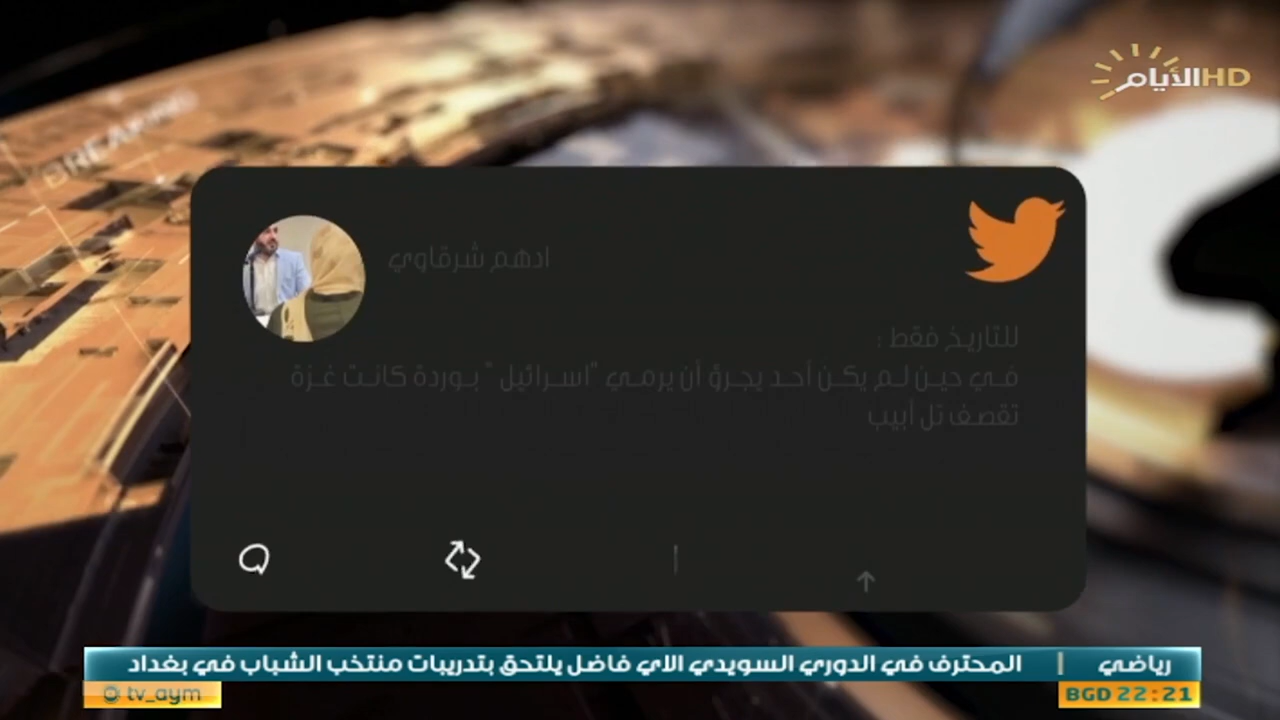 الأيام HD
BREAKING
ادهم شرقاوي
للتاريخ فقط :
في حين لم يكن أحد يجرؤ أن يرمي "اسرائيل " بوردة كانت غزة
تقصف تل أبيب
رياضي | المحترف في الدوري السويدي الاي فاضل يلتحق بتدريبات منتخب الشباب في بغداد
tv_aym
BGD 22:21